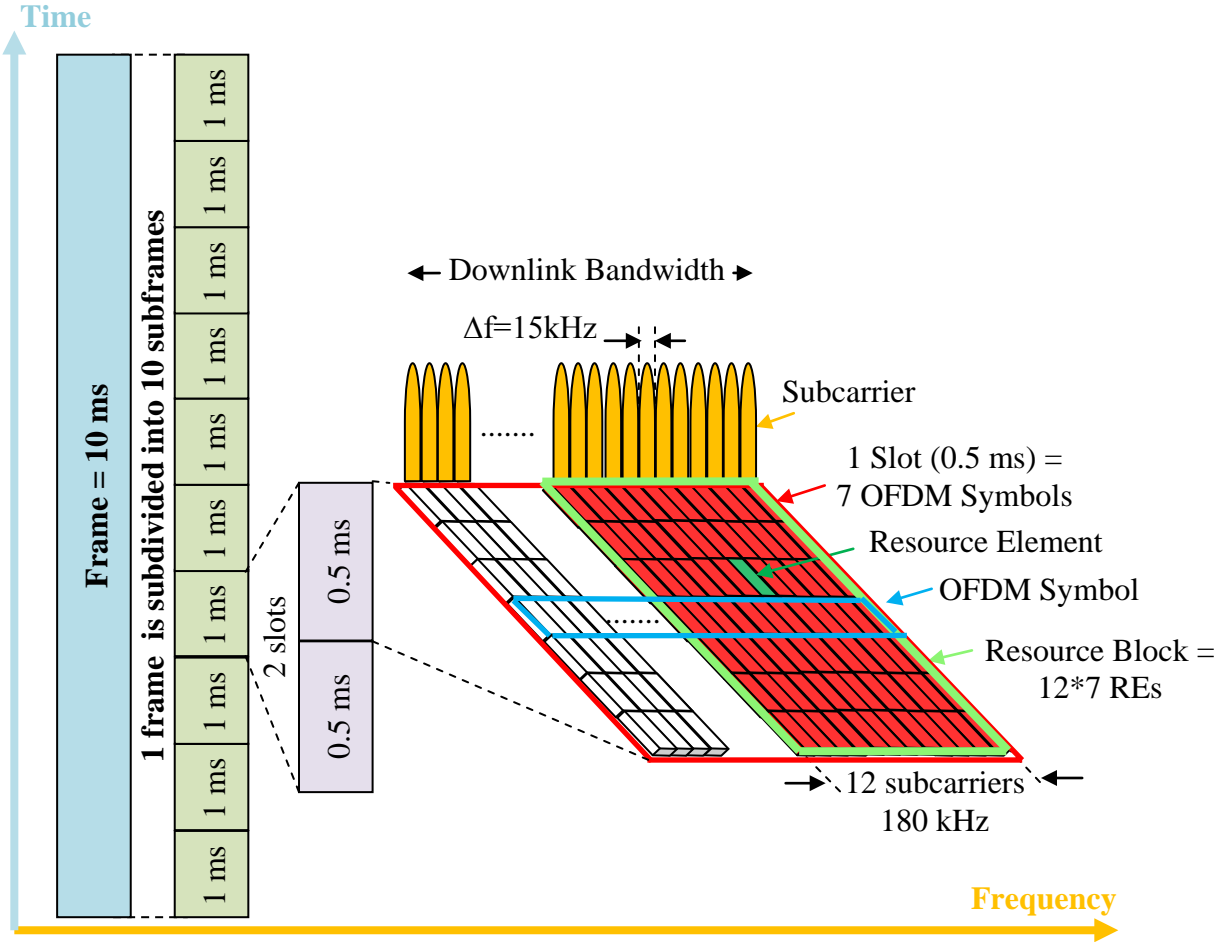 Time
Frame = 10 ms
1 frame is subdivided into 10 subframes
1 ms
1 ms
1 ms
1 ms
1 ms
1 ms
1 ms
1 ms
1 ms
1 ms
2 slots
0.5 ms
0.5 ms
Downlink Bandwidth
Δf=15kHz
Subcarrier
.......
1 Slot (0.5 ms) =
7 OFDM Symbols
Resource Element
OFDM Symbol
.......
Resource Block =
12*7 REs
12 subcarriers
180 kHz
Frequency